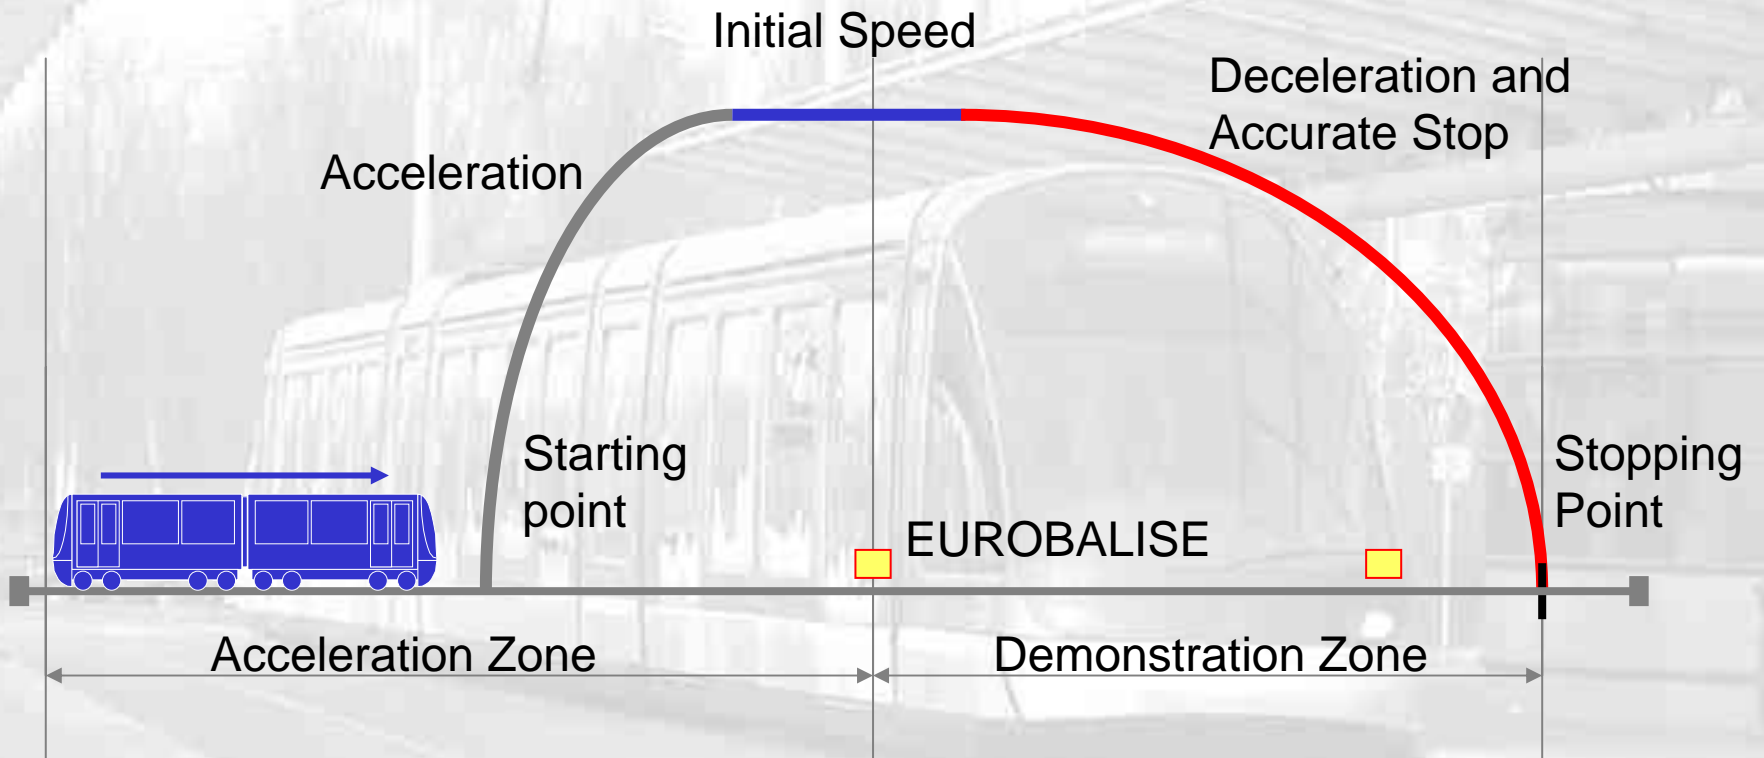 Initial Speed
Deceleration and
Accurate Stop
Acceleration
Starting
point
Stopping
Point
EUROBALISE
Acceleration Zone
Demonstration Zone